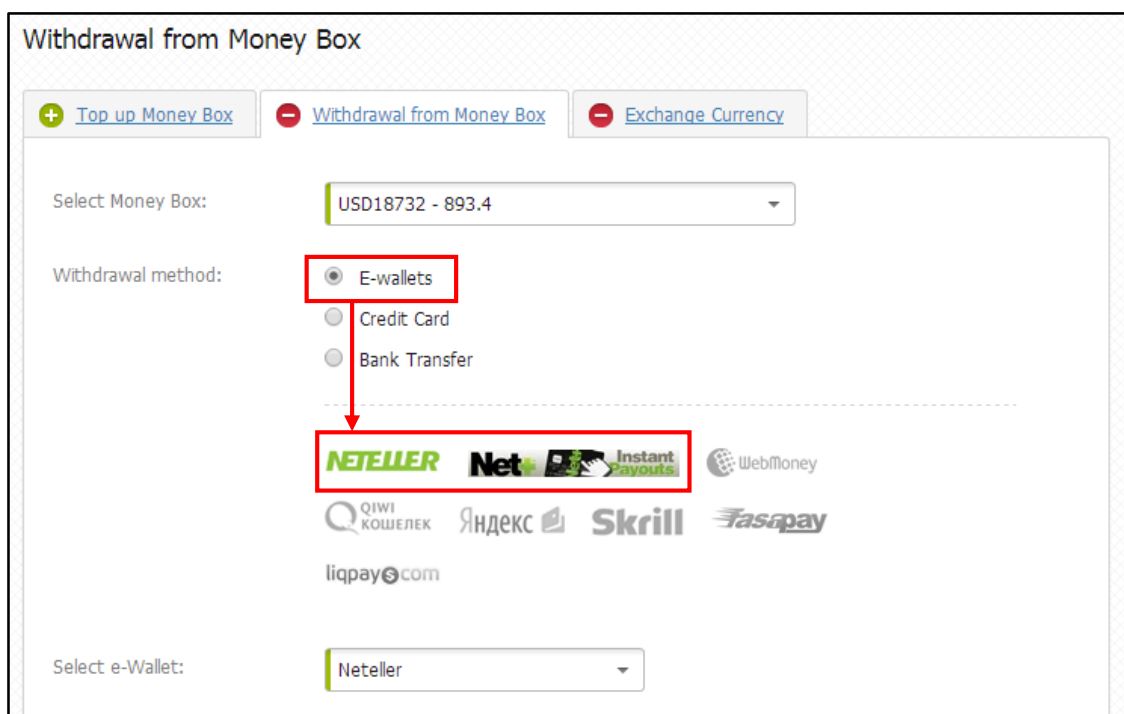 Withdrawal from Money Box
Top up Money Box Withdrawal from Money Box Exchange Currency
Select Money Box: USD18732 - 893.4
Withdrawal method: E-wallets
Credit Card
Bank Transfer
NETELLER Net+ Instant Payouts WebMoney
QIWI КОШЕЛЕК Яндекс Skrill Fasapay
liqpay com
Select e-Wallet: Neteller